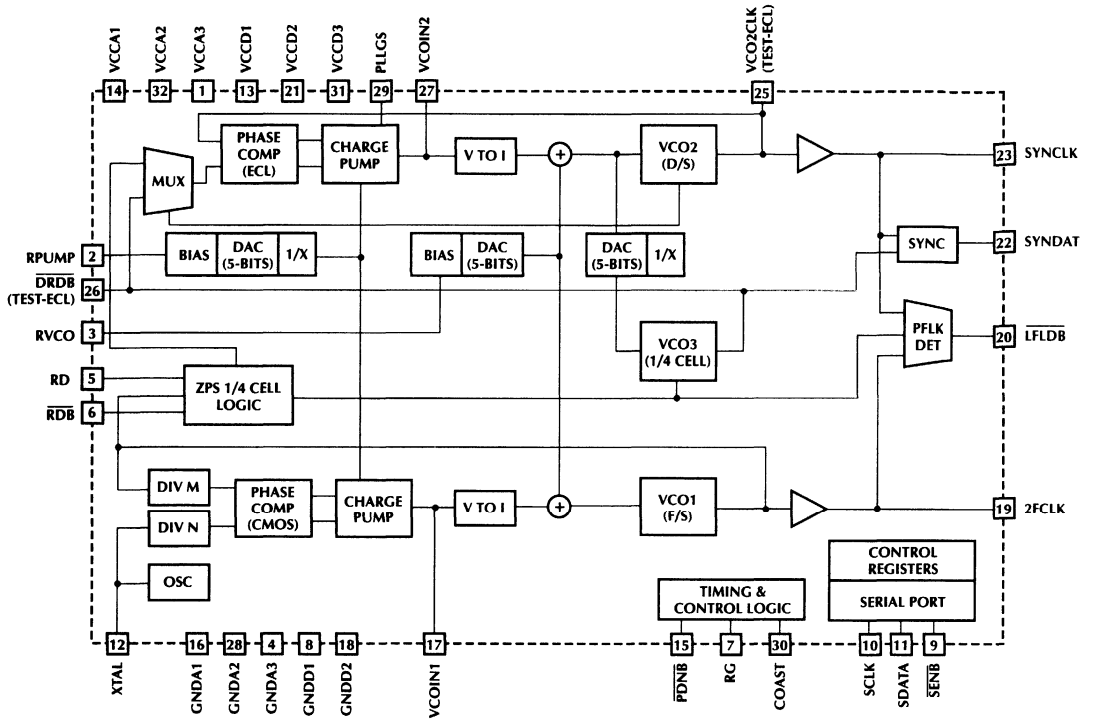 VCCA1
VCCA2
VCCA3
VCCD1
VCCD2
VCCD3
PLLGS
VCOIN2
VCO2CLK
(TEST-ECL)
14
32
1
13
21
31
29
27
25
PHASE
COMP
(ECL)
CHARGE
PUMP
V TO I
+
VCO2
(D/S)
23
SYNCLK
MUX
RPUMP
2
BIAS
DAC
(5-BITS)
1/X
BIAS
DAC
(5-BITS)
DAC
(5-BITS)
1/X
SYNC
22
SYNDAT
DRDB
(TEST-ECL)
26
RVCO
3
VCO3
(1/4 CELL)
PFLK
DET
20
LFLDB
RD
5
ZPS 1/4 CELL
LOGIC
RDB
6
DIV M
PHASE
COMP
(CMOS)
CHARGE
PUMP
V TO I
+
VCO1
(F/S)
19
2FCLK
DIV N
OSC
TIMING &
CONTROL LOGIC
CONTROL
REGISTERS
SERIAL PORT
12
16
28
4
8
18
17
15
7
30
10
11
9
XTAL
GNDA1
GNDA2
GNDA3
GNDD1
GNDD2
VCOIN1
PDNB
RG
COAST
SCLK
SDATA
SENB